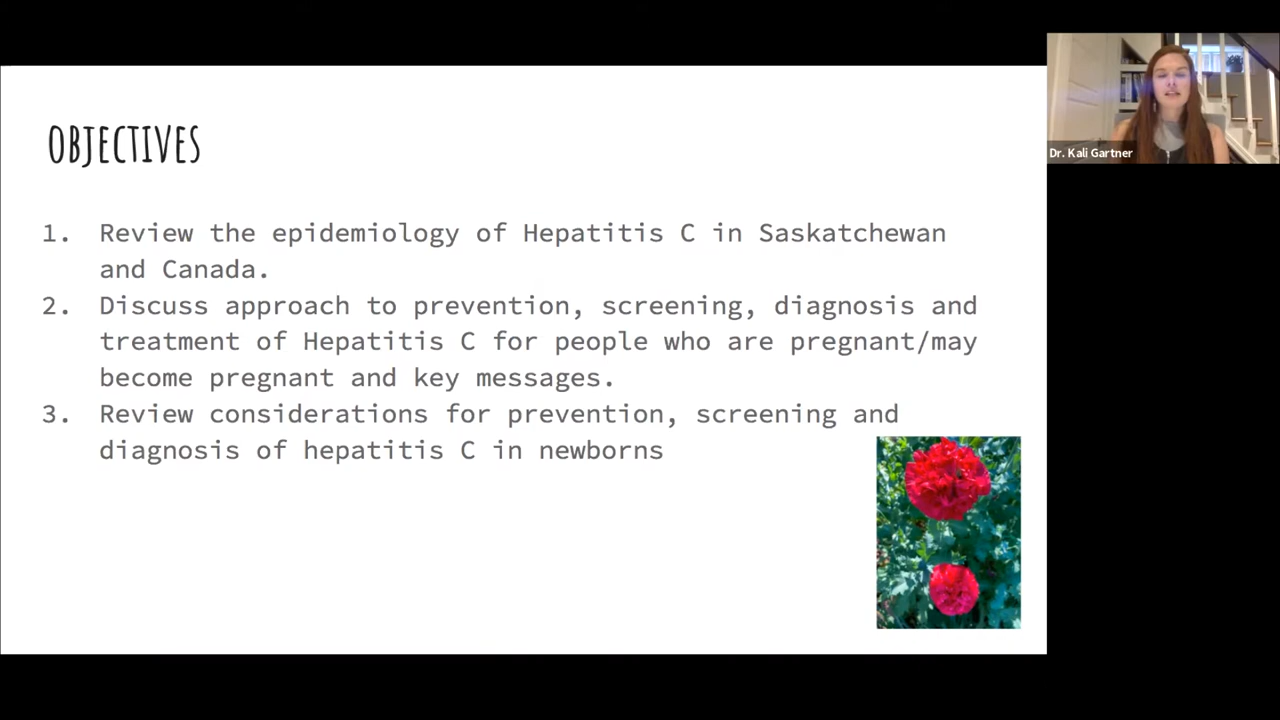 OBJECTIVES
1. Review the epidemiology of Hepatitis C in Saskatchewan
and Canada.
2. Discuss approach to prevention, screening, diagnosis and
treatment of Hepatitis C for people who are pregnant/may
become pregnant and key messages.
3. Review considerations for prevention, screening and
diagnosis of hepatitis C in newborns
Dr. Kali Gartner